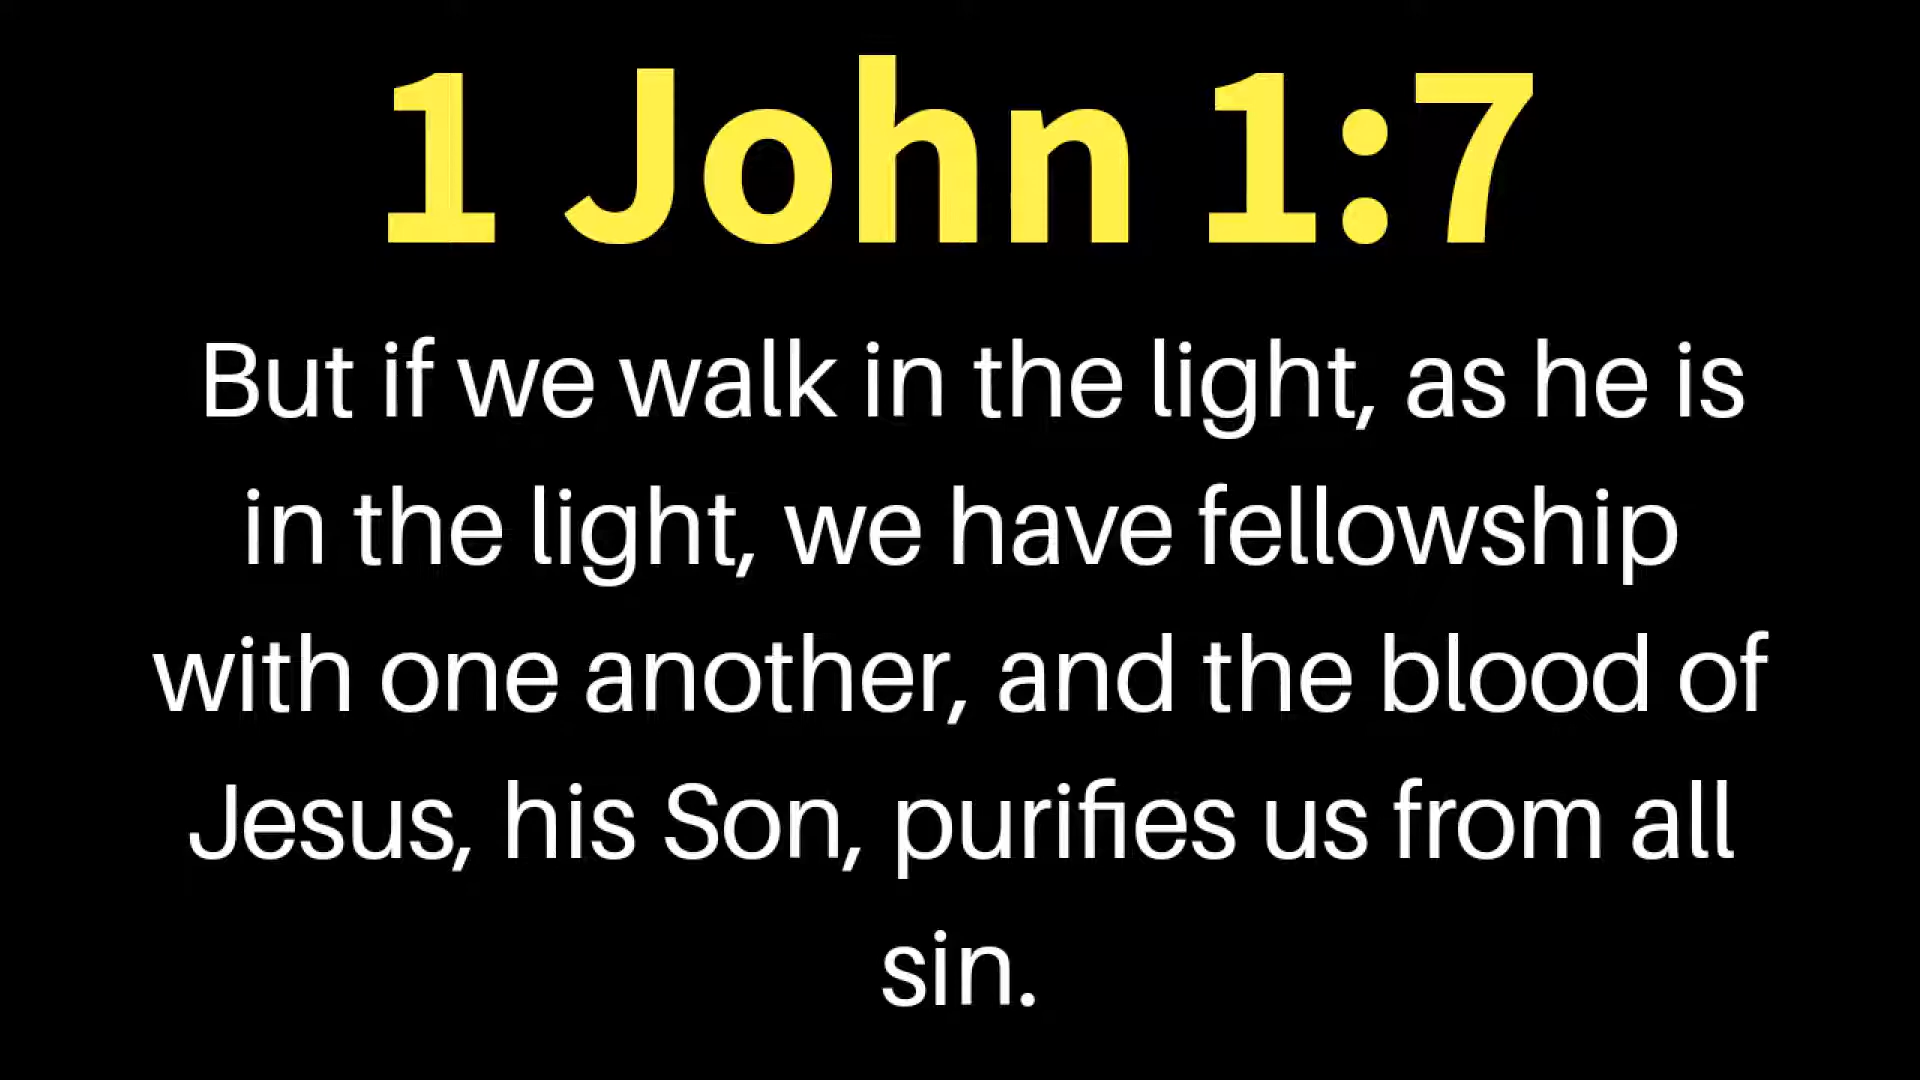 1 John 1:7
But if we walk in the light, as he is
in the light, we have fellowship
with one another, and the blood of
Jesus, his Son, purifies us from all
sin.